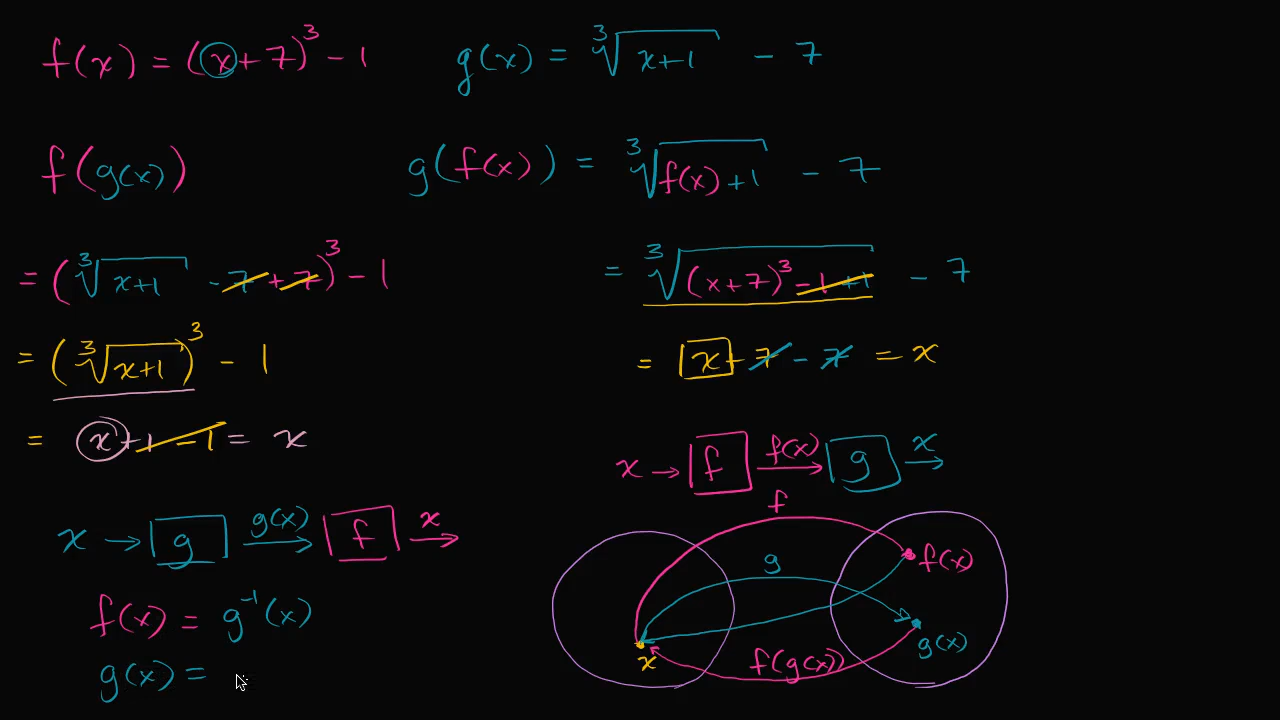 f(x) = (x+7)³ - 1
g(x) = ∛(x+1) - 7
f(g(x))
g(f(x)) = ∛(f(x)+1) - 7
= (∛(x+1) - 7 + 7)³ - 1
= ∛((x+7)³ - 1 + 1) - 7
= (∛(x+1))³ - 1
= x + 7 - 7 = x
= x + 1 - 1 = x
x → f f(x) → g x →
x → g g(x) → f x →
f
g
f(x)
g(x)
x
f(g(x))
f(x) = g⁻¹(x)
g(x) =